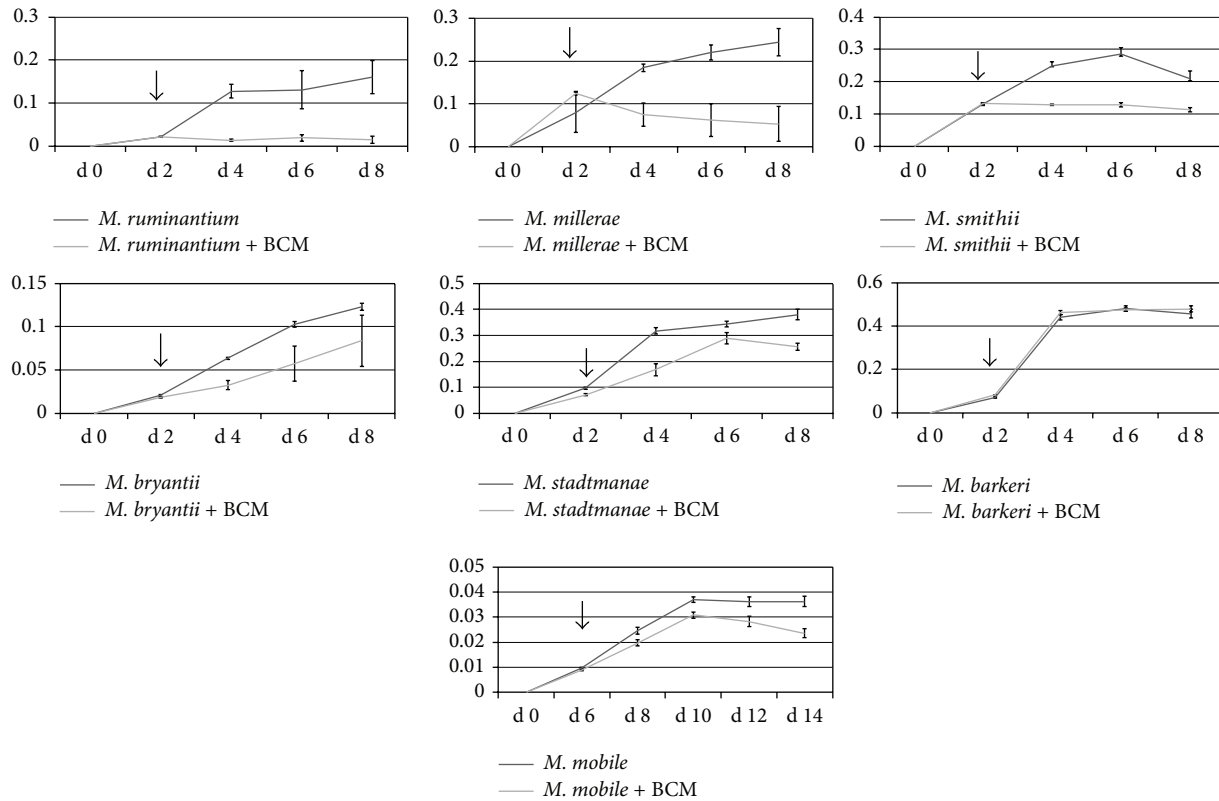 0.3
0.2
0.1
0
d 0 d 2 d 4 d 6 d 8
M. ruminantium
M. ruminantium + BCM
0.3
0.2
0.1
0
d 0 d 2 d 4 d 6 d 8
M. millerae
M. millerae + BCM
0.4
0.3
0.2
0.1
0
d 0 d 2 d 4 d 6 d 8
M. smithii
M. smithii + BCM
0.15
0.1
0.05
0
d 0 d 2 d 4 d 6 d 8
M. bryantii
M. bryantii + BCM
0.5
0.4
0.3
0.2
0.1
0
d 0 d 2 d 4 d 6 d 8
M. stadtmanae
M. stadtmanae + BCM
0.6
0.4
0.2
0
d 0 d 2 d 4 d 6 d 8
M. barkeri
M. barkeri + BCM
0.05
0.04
0.03
0.02
0.01
0
d 0 d 6 d 8 d 10 d 12 d 14
M. mobile
M. mobile + BCM